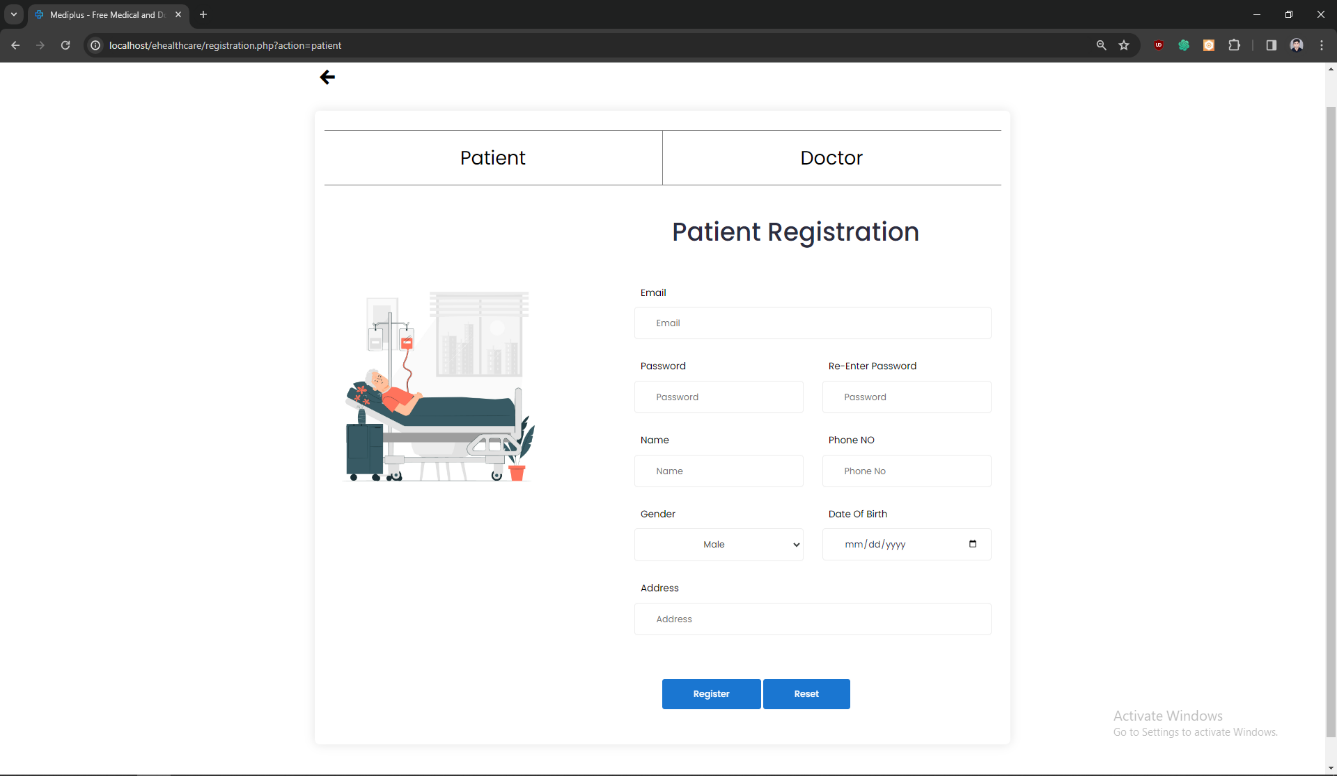 Mediplus - Free Medical and Do
localhost/ehealthcare/registration.php?action=patient
Patient Doctor
Patient Registration
Email
Email
Password Re-Enter Password
Password Password
Name Phone NO
Name Phone No
Gender Date Of Birth
Male mm/dd/yyyy
Address
Address
Register Reset
Activate Windows
Go to Settings to activate Windows.